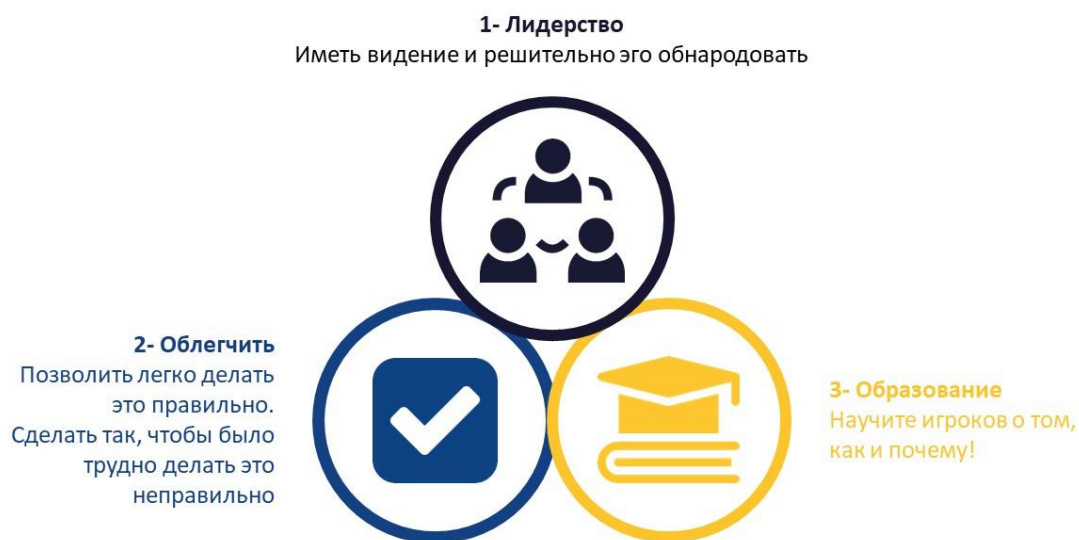 1- Лидерство
Иметь видение и решительно эго обнародовать
2- Облегчить
Позволить легко делать
это правильно.
Сделать так, чтобы было
трудно делать это
неправильно
3- Образование
Научите игроков о том,
как и почему!